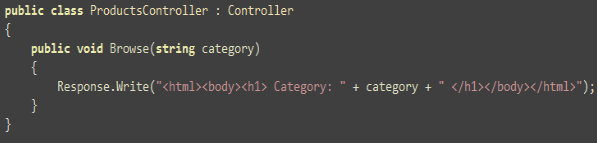 public class ProductsController : Controller
{
    public void Browse(string category)
    {
        Response.Write("<html><body><h1> Category: " + category + " </h1></body></html>");
    }
}